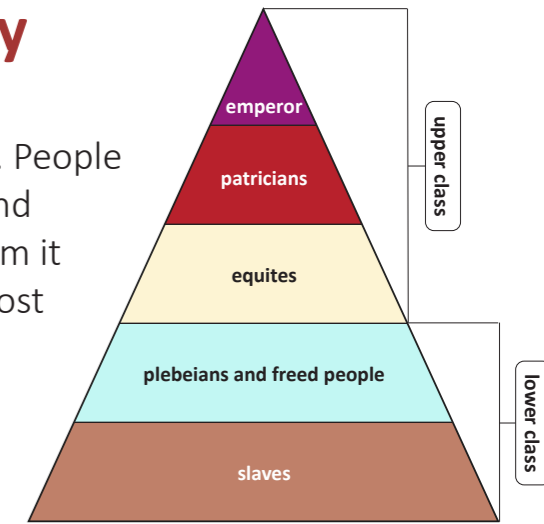 y
. People
nd
m it
ost
emperor
patricians
equites
plebeians and freed people
slaves
upper class
lower class